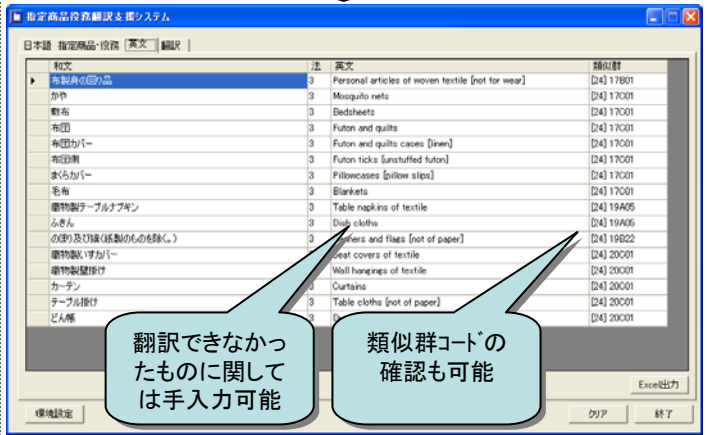 指定商品役務翻訳支援システム
日本語 指定商品・役務 英文 翻訳
和文 法 英文 類似群
布製身の回り品 3 Personal articles of woven textile [not for wear] [24] 17B01
かや 3 Mosquito nets [24] 17C01
敷布 3 Bedsheets [24] 17C01
布団 3 Futon and quilts [24] 17C01
布団カバー 3 Futon and quilts cases [linen] [24] 17C01
布団側 3 Futon ticks [unstuffed futon] [24] 17C01
まくらカバー 3 Pillowcases [pillow slips] [24] 17C01
毛布 3 Blankets [24] 17C01
織物製テーブルナプキン 3 Table napkins of textile [24] 19A05
ふきん 3 Dish cloths [24] 19A05
のぼり及び旗(紙製のものを除く。) 3 and flags [not of paper] [24] 19B22
織物製いすカバー 3 Seat covers of textile [24] 20C01
織物製壁掛け Wall hangings of textile [24] 20C01
カーテン 3 Curtains [24] 20C01
テーブル掛け 3 Table cloths [not of paper] [24] 20C01
どん帳 3 [24] 20C01
翻訳できなかっ
たものに関して
は手入力可能
類似群コードの
確認も可能
Excel出力
環境設定 クリア 終了